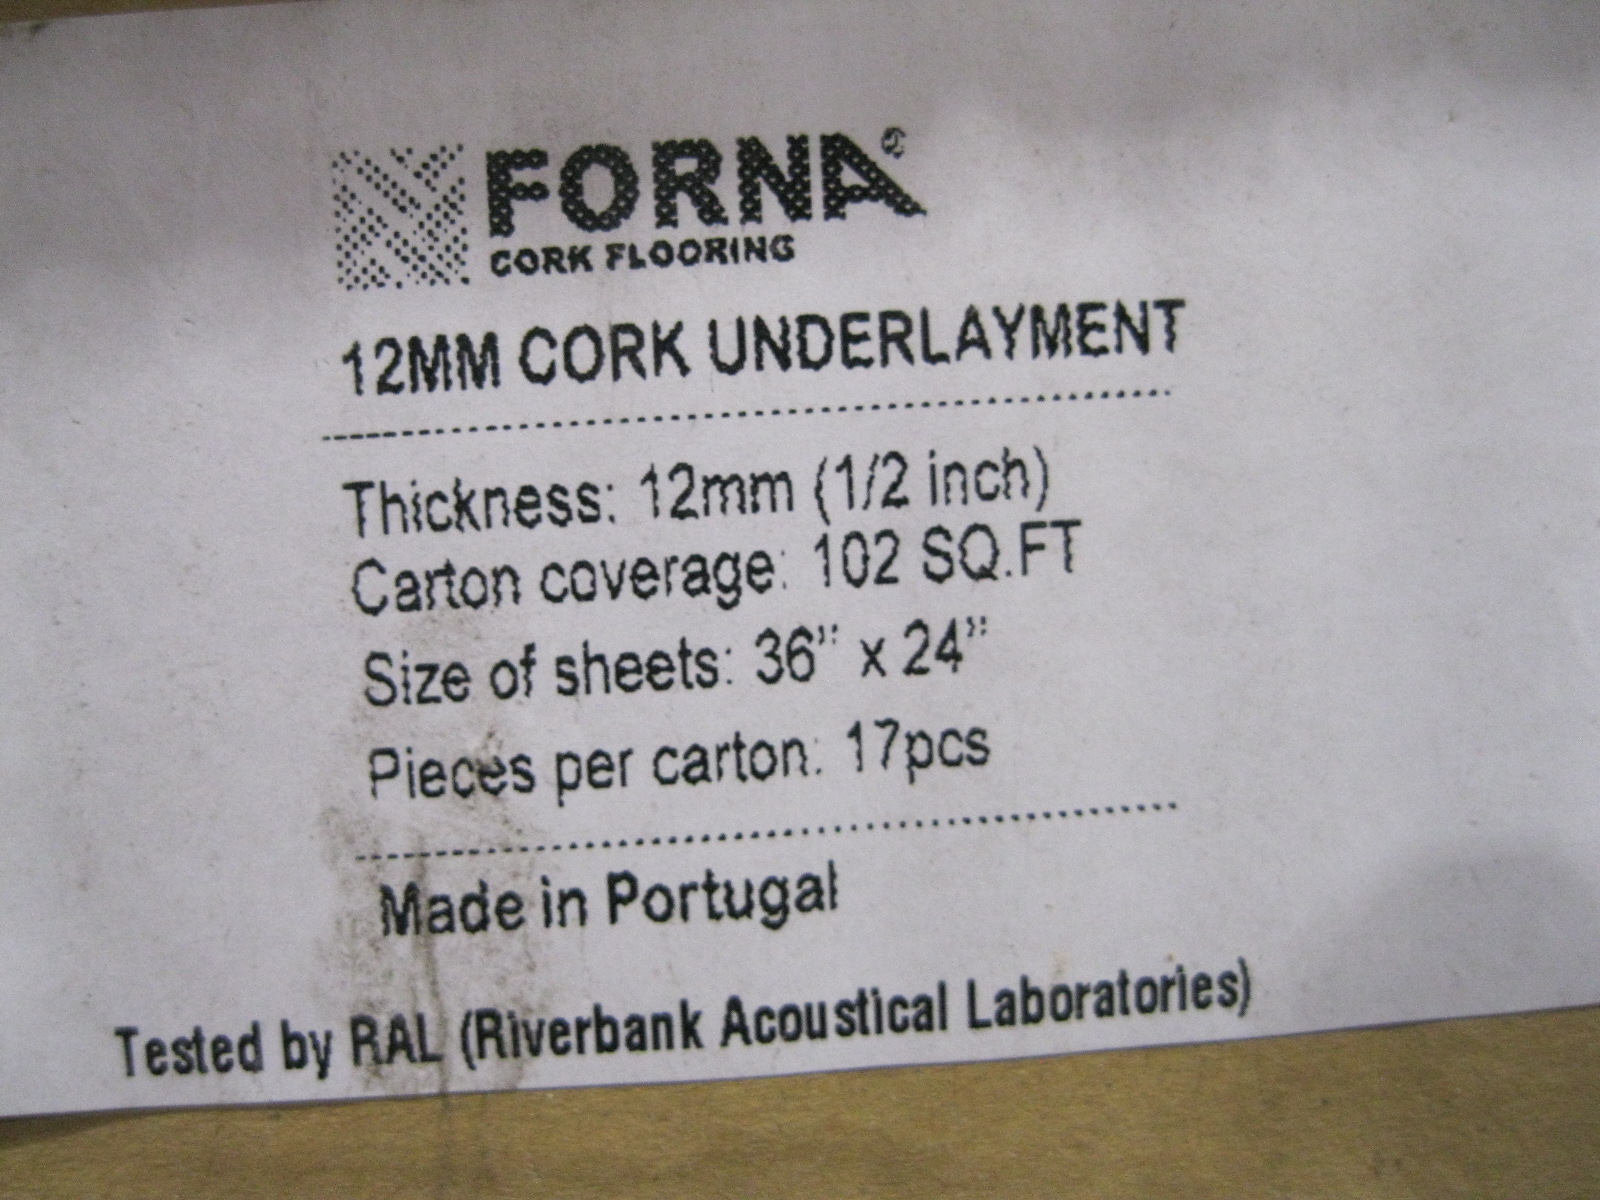 FORNA®
CORK FLOORING
12MM CORK UNDERLAYMENT
Thickness: 12mm (1/2 inch)
Carton coverage: 102 SQ.FT
Size of sheets: 36" x 24"
Pieces per carton: 17pcs
Made in Portugal
Tested by RAL (Riverbank Acoustical Laboratories)